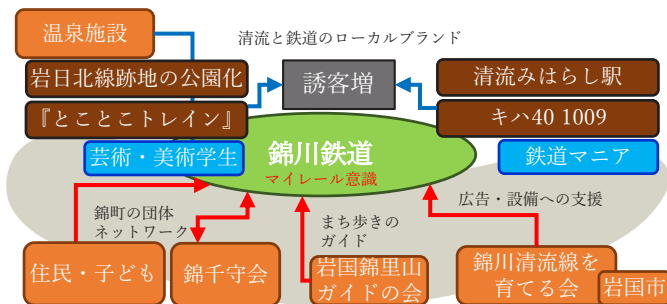 温泉施設
清流と鉄道のローカルブランド
岩日北線跡地の公園化
誘客増
清流みはらし駅
『とことこトレイン』
キハ40 1009
芸術・美術学生
錦川鉄道
鉄道マニア
マイレール意識
広告・設備への支援
錦町の団体
ネットワーク
まち歩きの
ガイド
住民・子ども
錦千守会
岩国錦里山
ガイドの会
錦川清流線を
育てる会
岩国市